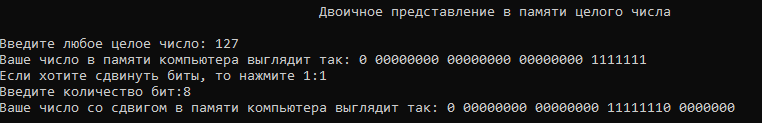 Двоичное представление в памяти целого числа
Введите любое целое число: 127
Ваше число в памяти компьютера выглядит так: 0 00000000 00000000 00000000 1111111
Если хотите сдвинуть биты, то нажмите 1:1
Введите количество бит:8
Ваше число со сдвигом в памяти компьютера выглядит так: 0 00000000 00000000 11111110 0000000